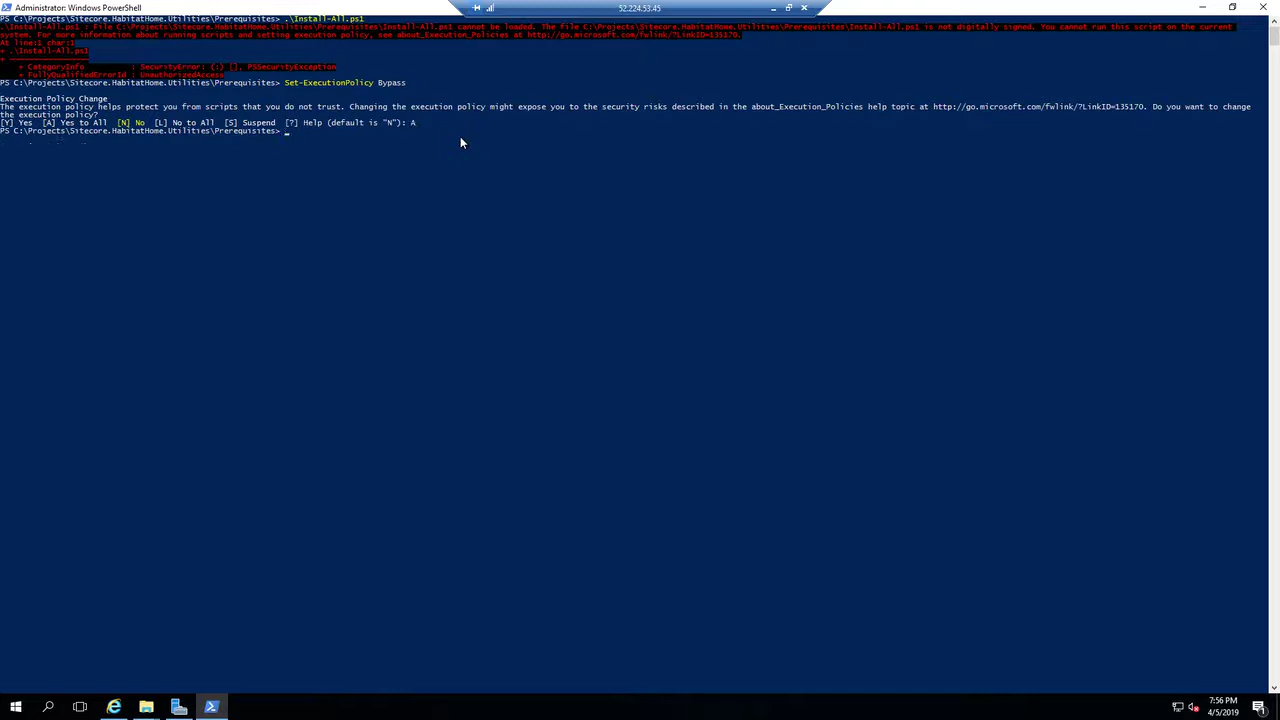 Administrator: Windows PowerShell
52.224.53.45
PS C:\Projects\Sitecore.HabitatHome.Utilities\Prerequisites> .\Install-All.ps1
.\Install-All.ps1 : File C:\Projects\Sitecore.HabitatHome.Utilities\Prerequisites\Install-All.ps1 cannot be loaded. The file C:\Projects\Sitecore.HabitatHome.Utilities\Prerequisites\Install-All.ps1 is not digitally signed. You cannot run this script on the current
system. For more information about running scripts and setting execution policy, see about_Execution_Policies at http://go.microsoft.com/fwlink/?LinkID=135170.
At line:1 char:1
+ .\Install-All.ps1
+ ~~~~~~~~~~~~~~~~~
+ CategoryInfo : SecurityError: (:) [], PSSecurityException
+ FullyQualifiedErrorId : UnauthorizedAccess
PS C:\Projects\Sitecore.HabitatHome.Utilities\Prerequisites> Set-ExecutionPolicy Bypass
Execution Policy Change
The execution policy helps protect you from scripts that you do not trust. Changing the execution policy might expose you to the security risks described in the about_Execution_Policies help topic at http://go.microsoft.com/fwlink/?LinkID=135170. Do you want to change
the execution policy?
[Y] Yes [A] Yes to All [N] No [L] No to All [S] Suspend [?] Help (default is "N"): A
PS C:\Projects\Sitecore.HabitatHome.Utilities\Prerequisites> _
7:56 PM
4/5/2019